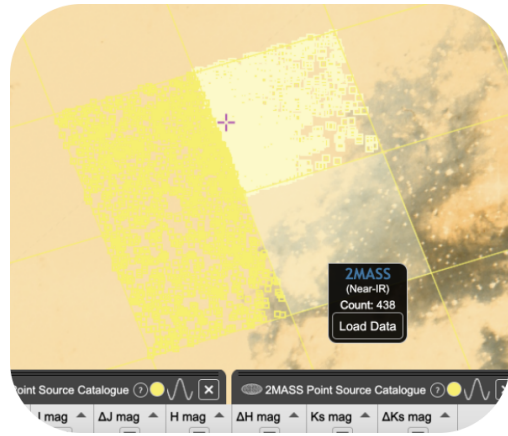 2MASS
(Near-IR)
Count: 438
Load Data
Point Source Catalogue ?
2MASS Point Source Catalogue ?
J mag ΔJ mag H mag ΔH mag Ks mag ΔKs mag